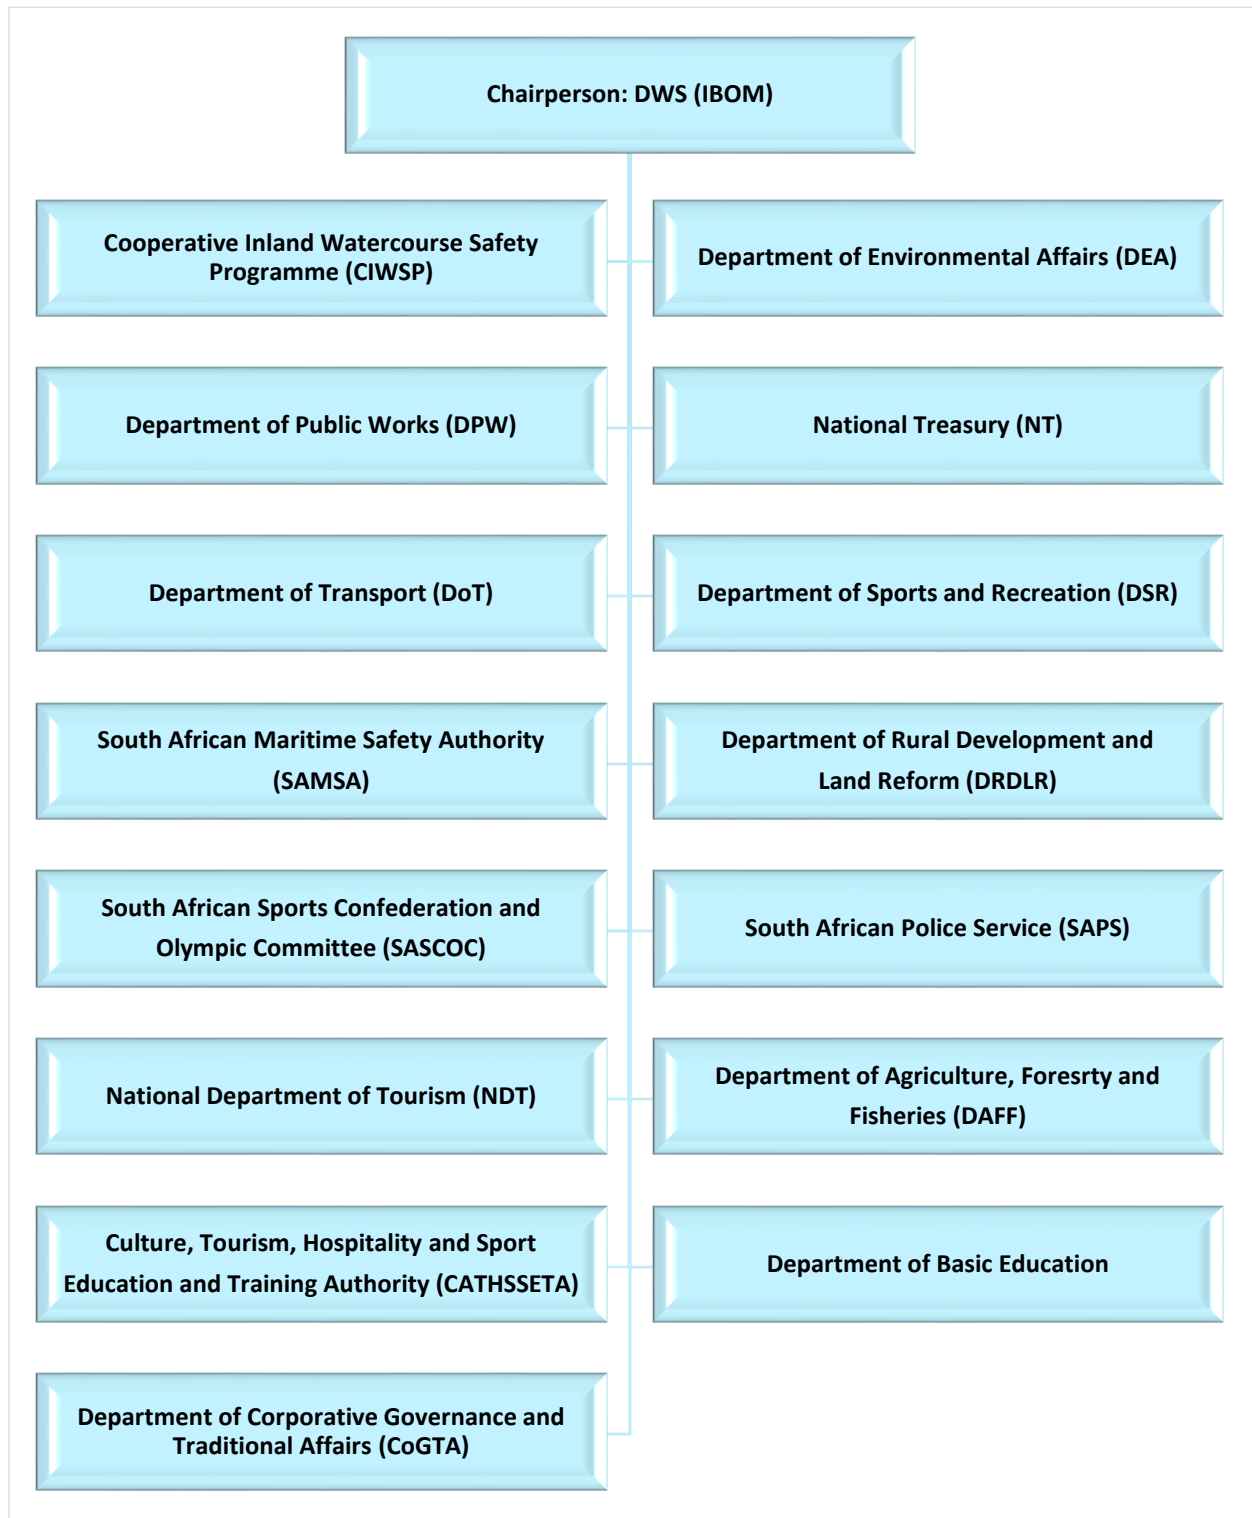 Chairperson: DWS (IBOM)
Cooperative Inland Watercourse Safety
Programme (CIWSP)
Department of Environmental Affairs (DEA)
Department of Public Works (DPW)
National Treasury (NT)
Department of Transport (DoT)
Department of Sports and Recreation (DSR)
South African Maritime Safety Authority
(SAMSA)
Department of Rural Development and
Land Reform (DRDLR)
South African Sports Confederation and
Olympic Committee (SASCOC)
South African Police Service (SAPS)
National Department of Tourism (NDT)
Department of Agriculture, Foresrty and
Fisheries (DAFF)
Culture, Tourism, Hospitality and Sport
Education and Training Authority (CATHSSETA)
Department of Basic Education
Department of Corporative Governance and
Traditional Affairs (CoGTA)